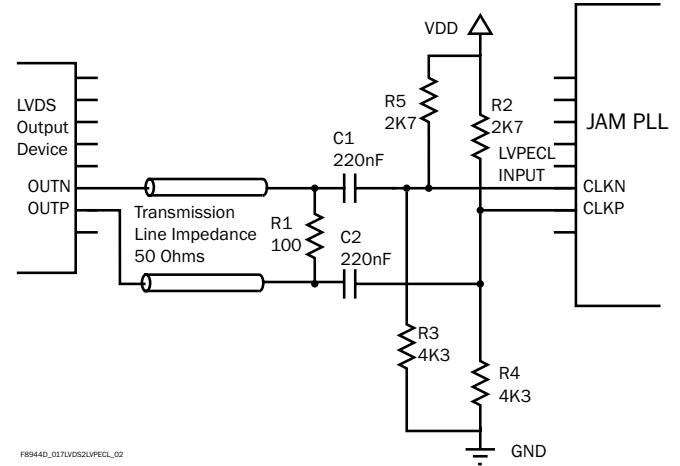 VDD
LVDS
Output
Device
R5
2K7
R2
2K7
JAM PLL
C1
220nF
LVPECL
INPUT
OUTN
OUTP
CLKN
CLKP
Transmission
Line Impedance
50 Ohms
R1
100
C2
220nF
R3
4K3
R4
4K3
GND
F8944D_017LVDS2LVPECL_02